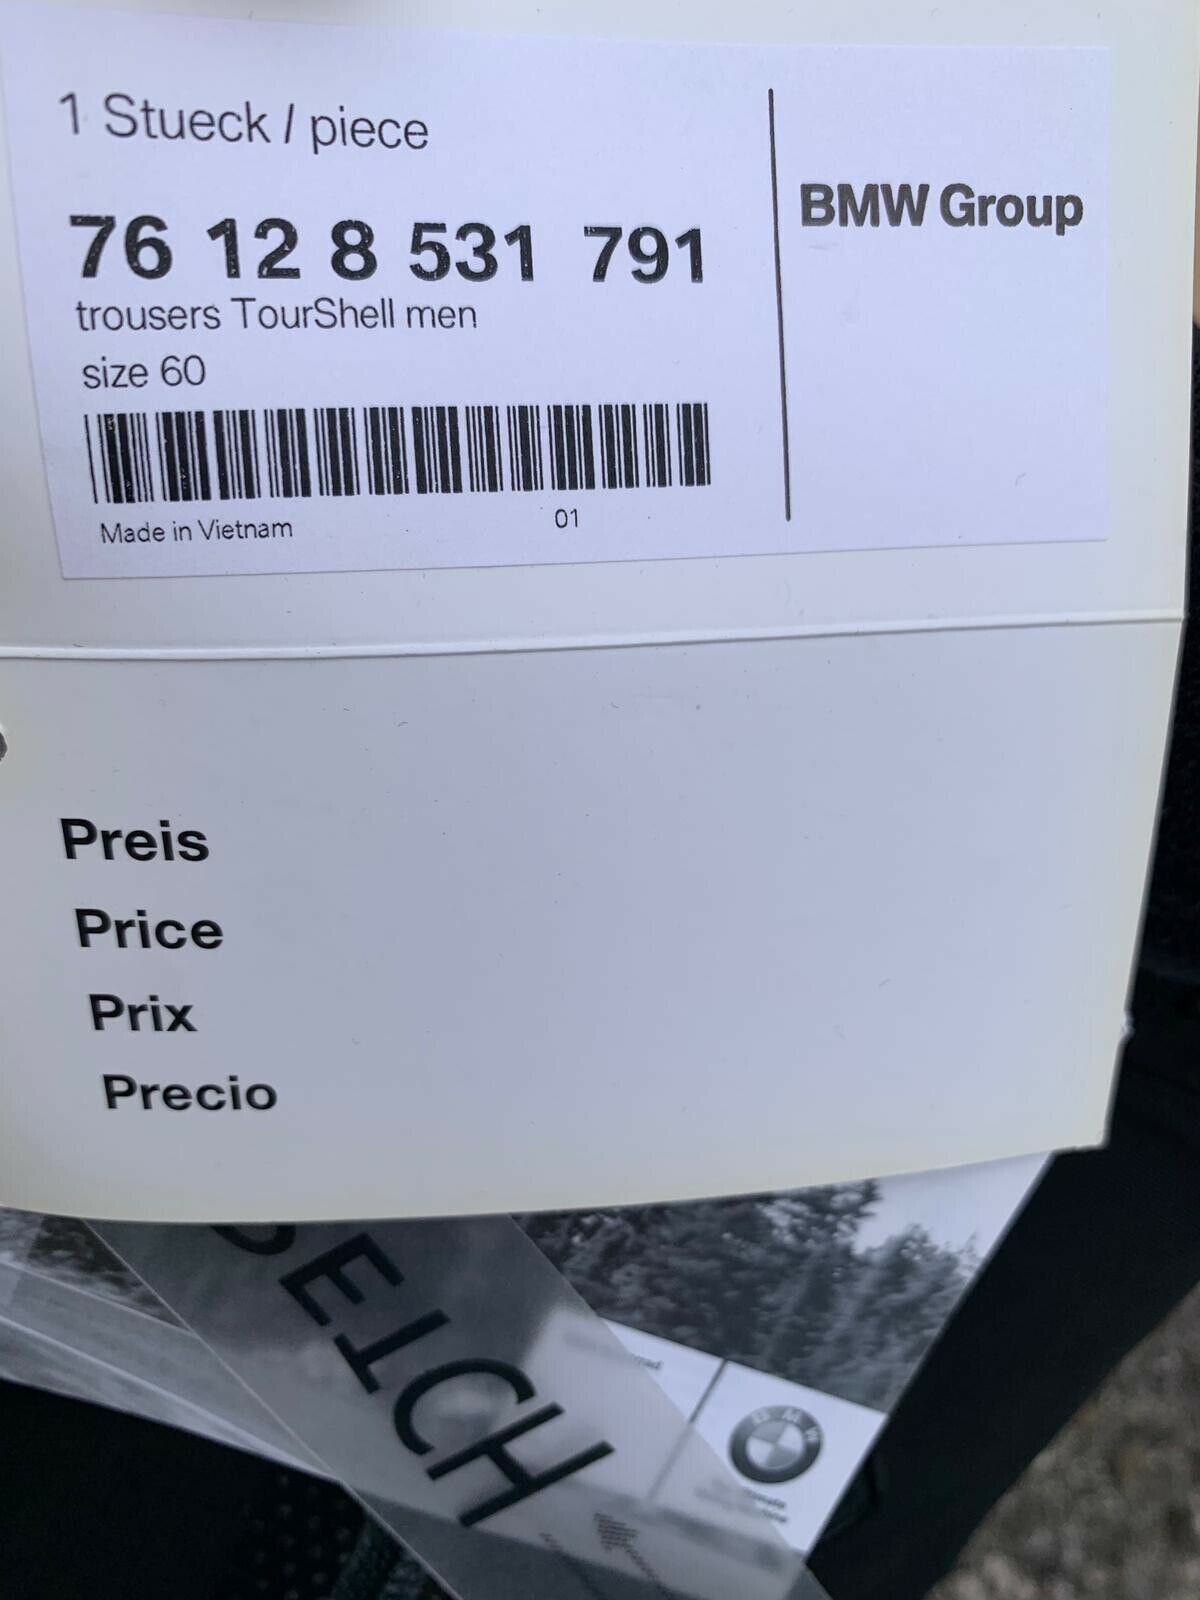 1 Stueck / piece
76 12 8 531 791
trousers TourShell men
size 60
Made in Vietnam
01
BMW Group
Preis
Price
Prix
Precio
BMW